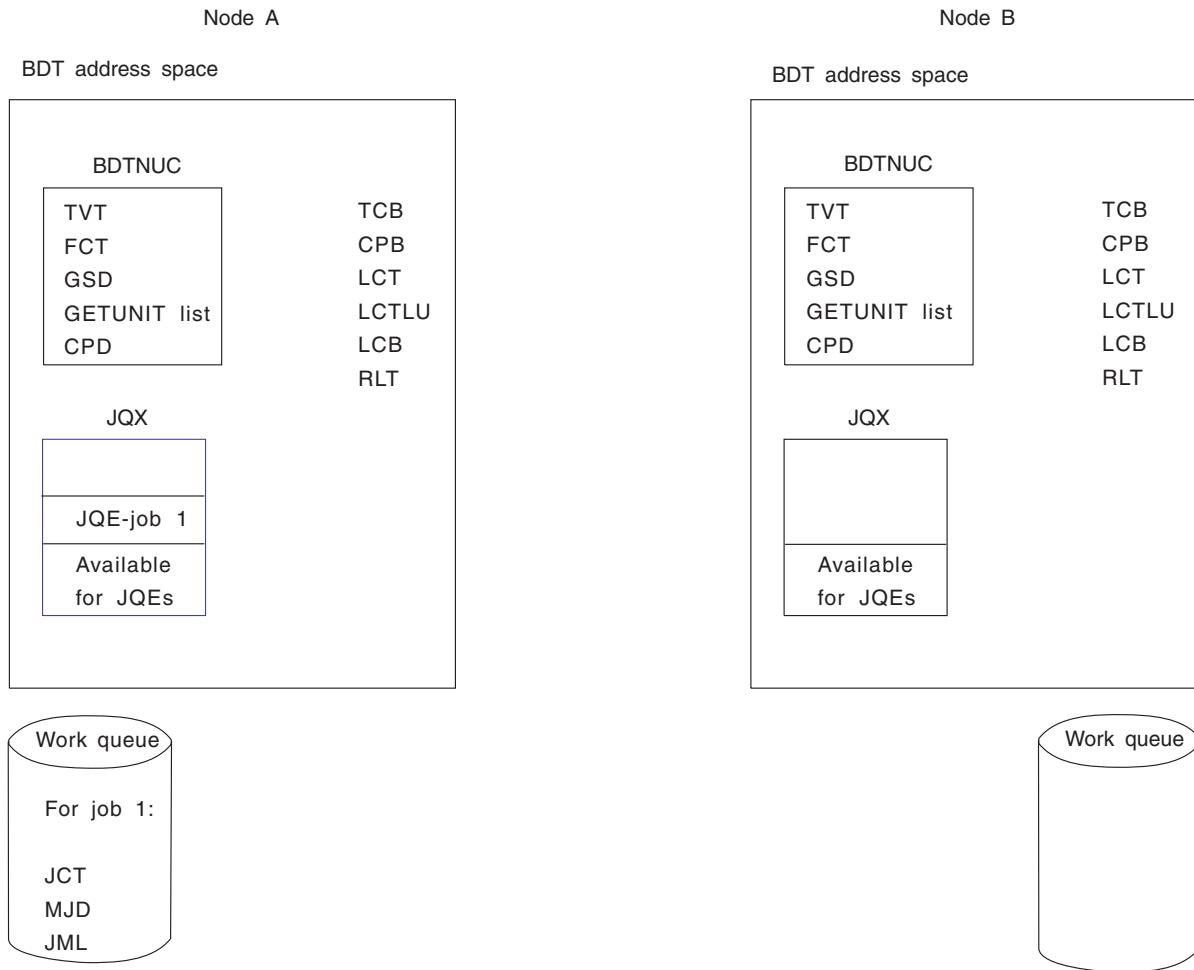 Node A
BDT address space
BDTNUC
TVT
FCT
GSD
GETUNIT list
CPD
TCB
CPB
LCT
LCTLU
LCB
RLT
JQX
JQE-job 1
Available
for JQEs
Work queue
For job 1:
JCT
MJD
JML
Node B
BDT address space
BDTNUC
TVT
FCT
GSD
GETUNIT list
CPD
TCB
CPB
LCT
LCTLU
LCB
RLT
JQX
Available
for JQEs
Work queue